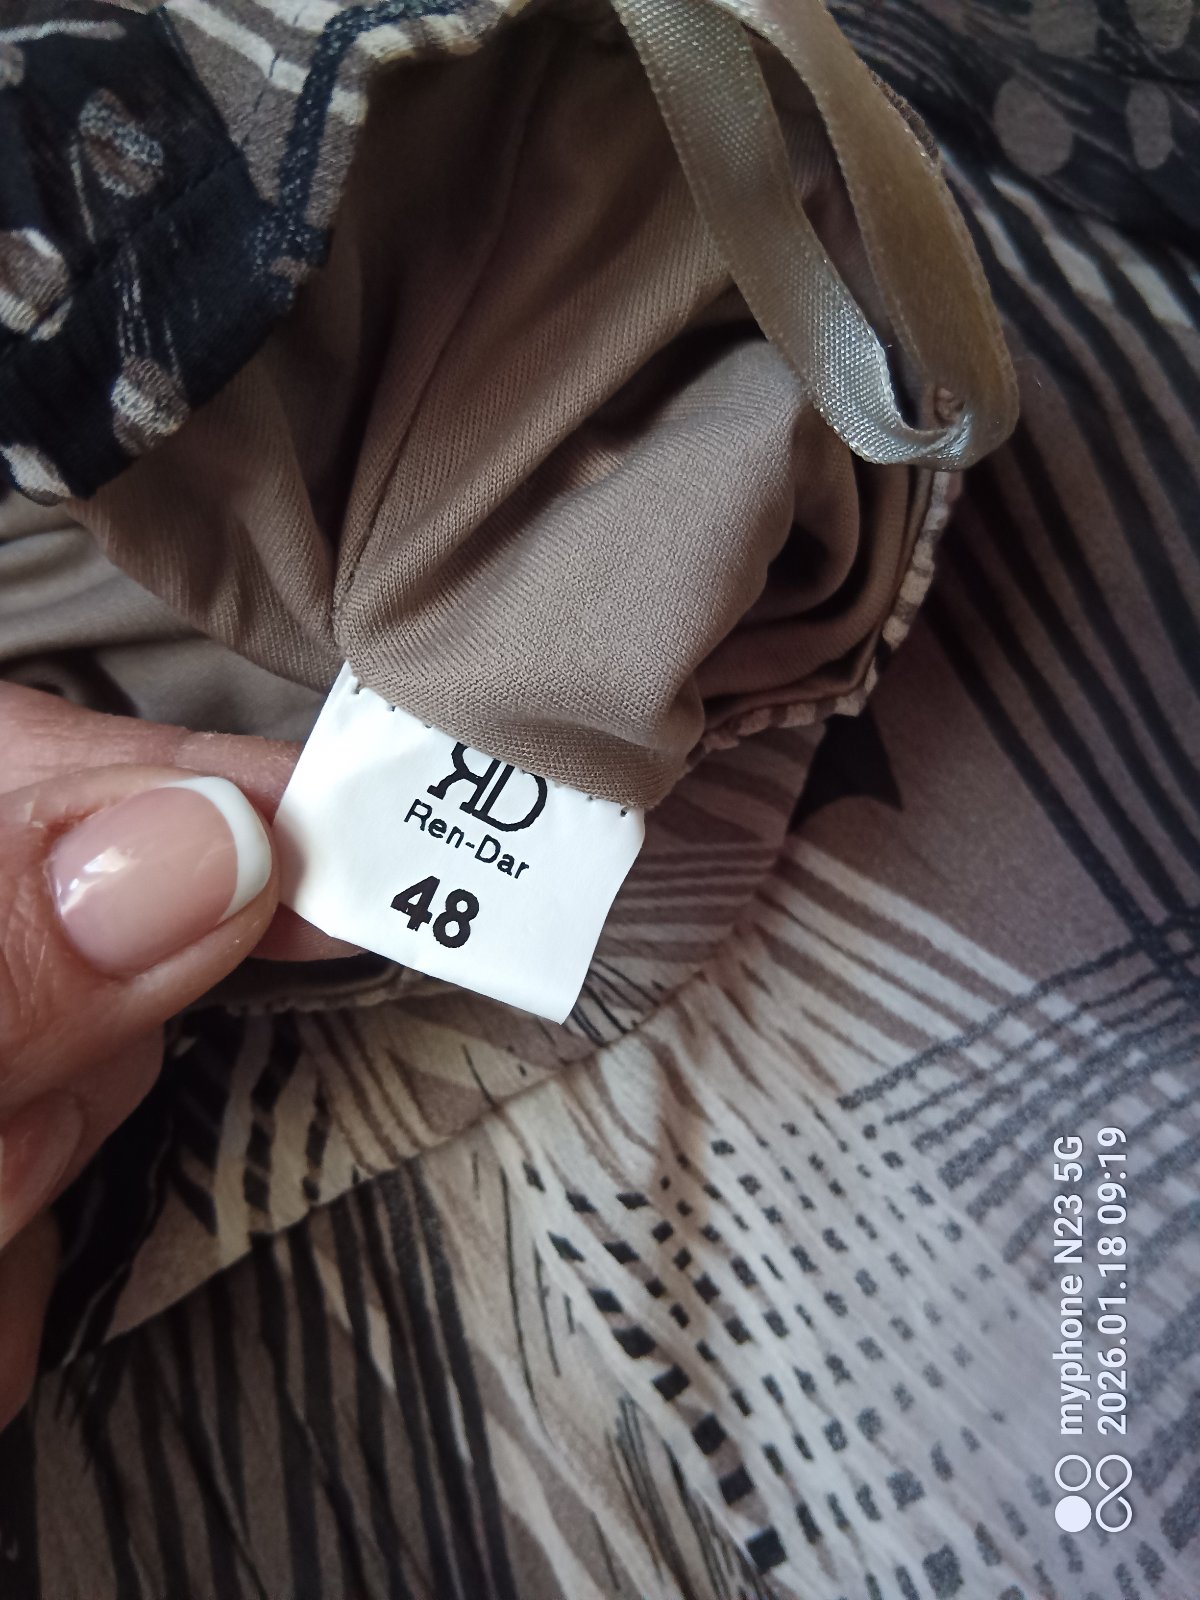 RD
Ren-Dar
48
myphone N23 5G
2026.01.18 09:19